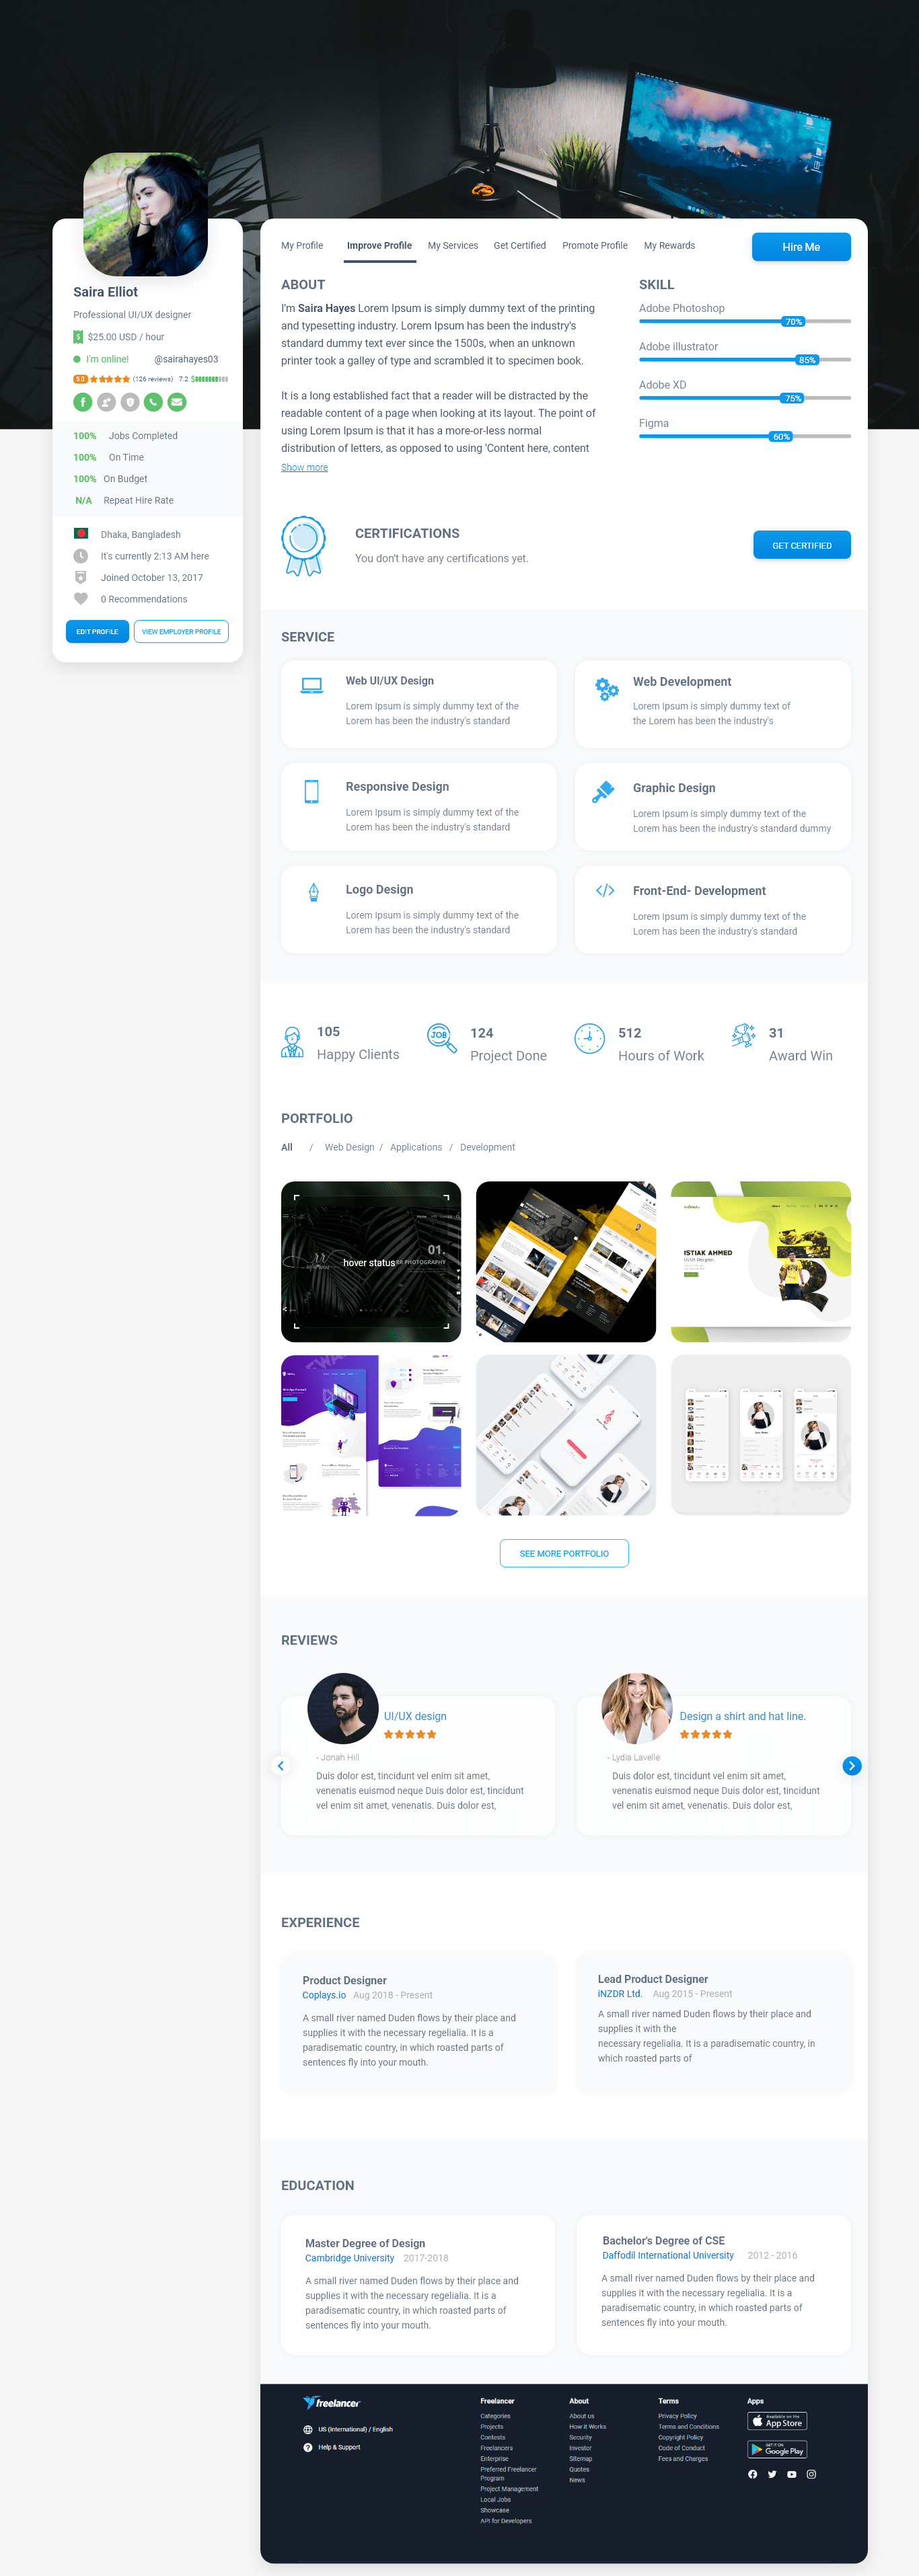 Saira Elliot
Professional UI/UX designer
$25.00 USD / hour
I'm online! @sairahayes03
5.0 (126 reviews) 7.2
100% Jobs Completed
100% On Time
100% On Budget
N/A Repeat Hire Rate
Dhaka, Bangladesh
It's currently 2:13 AM here
Joined October 13, 2017
0 Recommendations
EDIT PROFILE VIEW EMPLOYER PROFILE
My Profile Improve Profile My Services Get Certified Promote Profile My Rewards Hire Me
ABOUT
I'm Saira Hayes Lorem Ipsum is simply dummy text of the printing
and typesetting industry. Lorem Ipsum has been the industry's
standard dummy text ever since the 1500s, when an unknown
printer took a galley of type and scrambled it to specimen book.
It is a long established fact that a reader will be distracted by the
readable content of a page when looking at its layout. The point of
using Lorem Ipsum is that it has a more-or-less normal
distribution of letters, as opposed to using 'Content here, content
Show more
SKILL
Adobe Photoshop
70%
Adobe illustrator
85%
Adobe XD
75%
Figma
60%
CERTIFICATIONS
You don't have any certifications yet.
GET CERTIFIED
SERVICE
Web UI/UX Design
Lorem Ipsum is simply dummy text of the
Lorem has been the industry's standard
Web Development
Lorem Ipsum is simply dummy text of
the Lorem has been the industry's
Responsive Design
Lorem Ipsum is simply dummy text of the
Lorem has been the industry's standard
Graphic Design
Lorem Ipsum is simply dummy text of the
Lorem has been the industry's standard dummy
Logo Design
Lorem Ipsum is simply dummy text of the
Lorem has been the industry's standard
Front-End- Development
Lorem Ipsum is simply dummy text of the
Lorem has been the industry's standard
105
Happy Clients
JOB
124
Project Done
512
Hours of Work
31
Award Win
PORTFOLIO
All / Web Design / Applications / Development
01.
hover status
PHOTOGRAPHY
ISTIAK AHMED
UI/UX Designer
SEE MORE PORTFOLIO
REVIEWS
UI/UX design
- Jonah Hill
Duis dolor est, tincidunt vel enim sit amet,
venenatis euismod neque Duis dolor est, tincidunt
vel enim sit amet, venenatis. Duis dolor est,
Design a shirt and hat line.
- Lydia Lavelle
Duis dolor est, tincidunt vel enim sit amet,
venenatis euismod neque Duis dolor est, tincidunt
vel enim sit amet, venenatis. Duis dolor est,
EXPERIENCE
Product Designer
Coplays.io Aug 2018 - Present
A small river named Duden flows by their place and
supplies it with the necessary regelialia. It is a
paradisematic country, in which roasted parts of
sentences fly into your mouth.
Lead Product Designer
iNZDR Ltd. Aug 2015 - Present
A small river named Duden flows by their place and
supplies it with the
necessary regelialia. It is a paradisematic country, in
which roasted parts of
EDUCATION
Master Degree of Design
Cambridge University 2017-2018
A small river named Duden flows by their place and
supplies it with the necessary regelialia. It is a
paradisematic country, in which roasted parts of
sentences fly into your mouth.
Bachelor's Degree of CSE
Daffodil International University 2012 - 2016
A small river named Duden flows by their place and
supplies it with the necessary regelialia. It is a
paradisematic country, in which roasted parts of
sentences fly into your mouth.
freelancer
US (International) / English
Help & Support
Freelancer
Categories
Projects
Contests
Freelancers
Enterprise
Preferred Freelancer
Program
Project Management
Local Jobs
Showcase
API for Developers
About
About us
How it Works
Security
Investor
Sitemap
Quotes
News
Terms
Privacy Policy
Terms and Conditions
Copyright Policy
Code of Conduct
Fees and Charges
Apps
Available on the
App Store
GET IT ON
Google Play